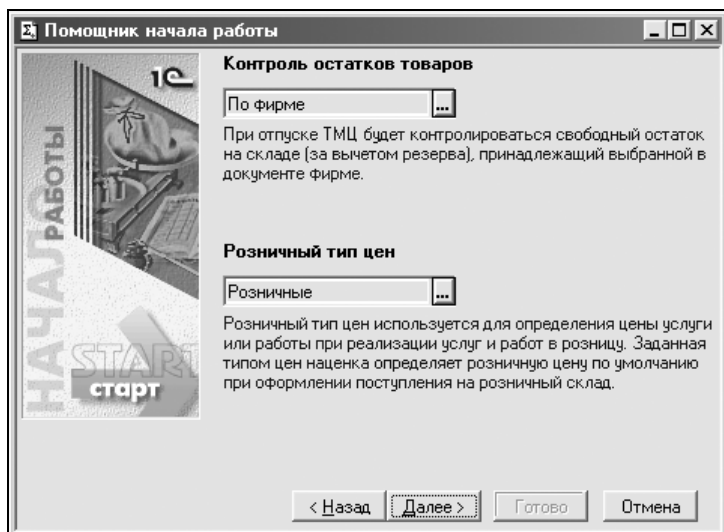 Помощник начала работы
1С
НАЧАЛО
РАБОТЫ
START
старт
Контроль остатков товаров
По фирме
...
При отпуске ТМЦ будет контролироваться свободный остаток
на складе (за вычетом резерва), принадлежащий выбранной в
документе фирме.
Розничный тип цен
Розничные
...
Розничный тип цен используется для определения цены услуги
или работы при реализации услуг и работ в розницу. Заданная
типом цен наценка определяет розничную цену по умолчанию
при оформлении поступления на розничный склад.
< Назад
Далее >
Готово
Отмена